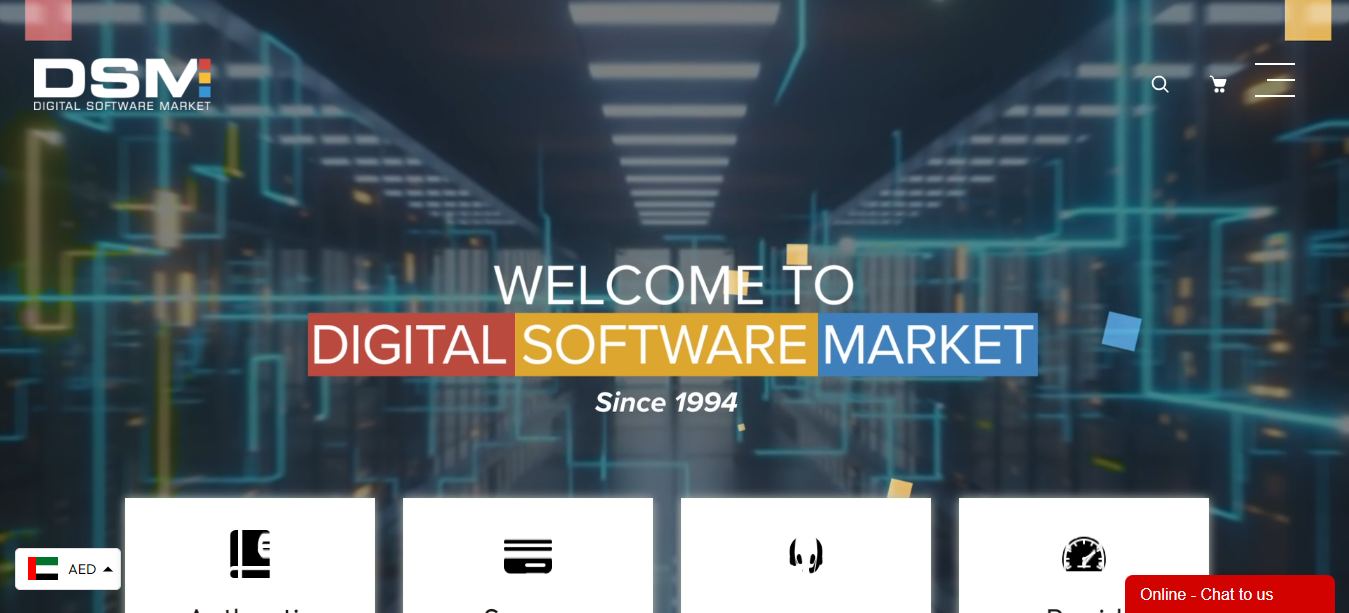 DSM
DIGITAL SOFTWARE MARKET
WELCOME TO
DIGITAL SOFTWARE MARKET
Since 1994
AED
Online - Chat to us